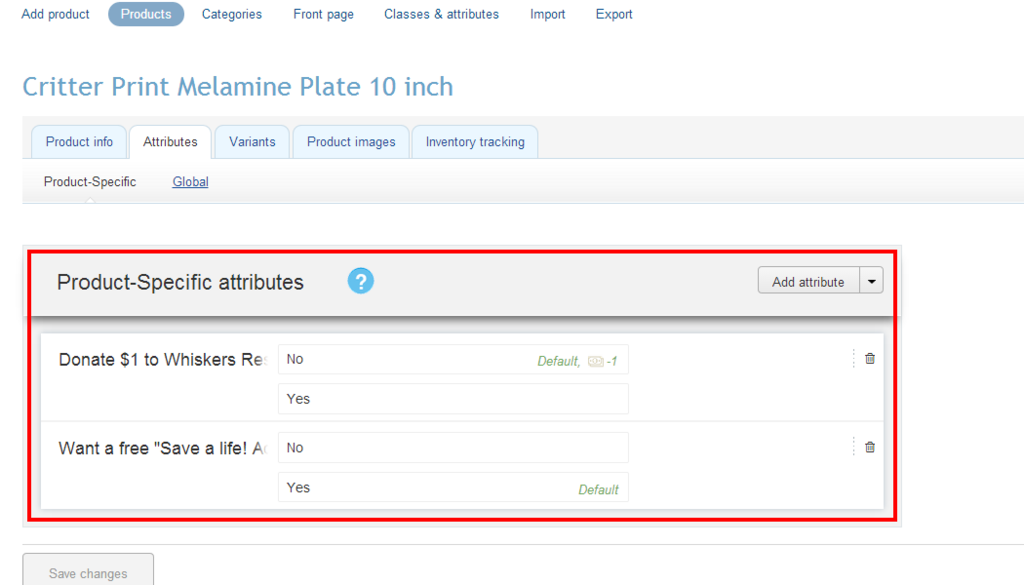 Add product Products Categories Front page Classes & attributes Import Export
Critter Print Melamine Plate 10 inch
Product info Attributes Variants Product images Inventory tracking
Product-Specific Global
Product-Specific attributes ? Add attribute
Donate $1 to Whiskers Res No Default, -1
Yes
Want a free "Save a life! No
Yes Default
Save changes